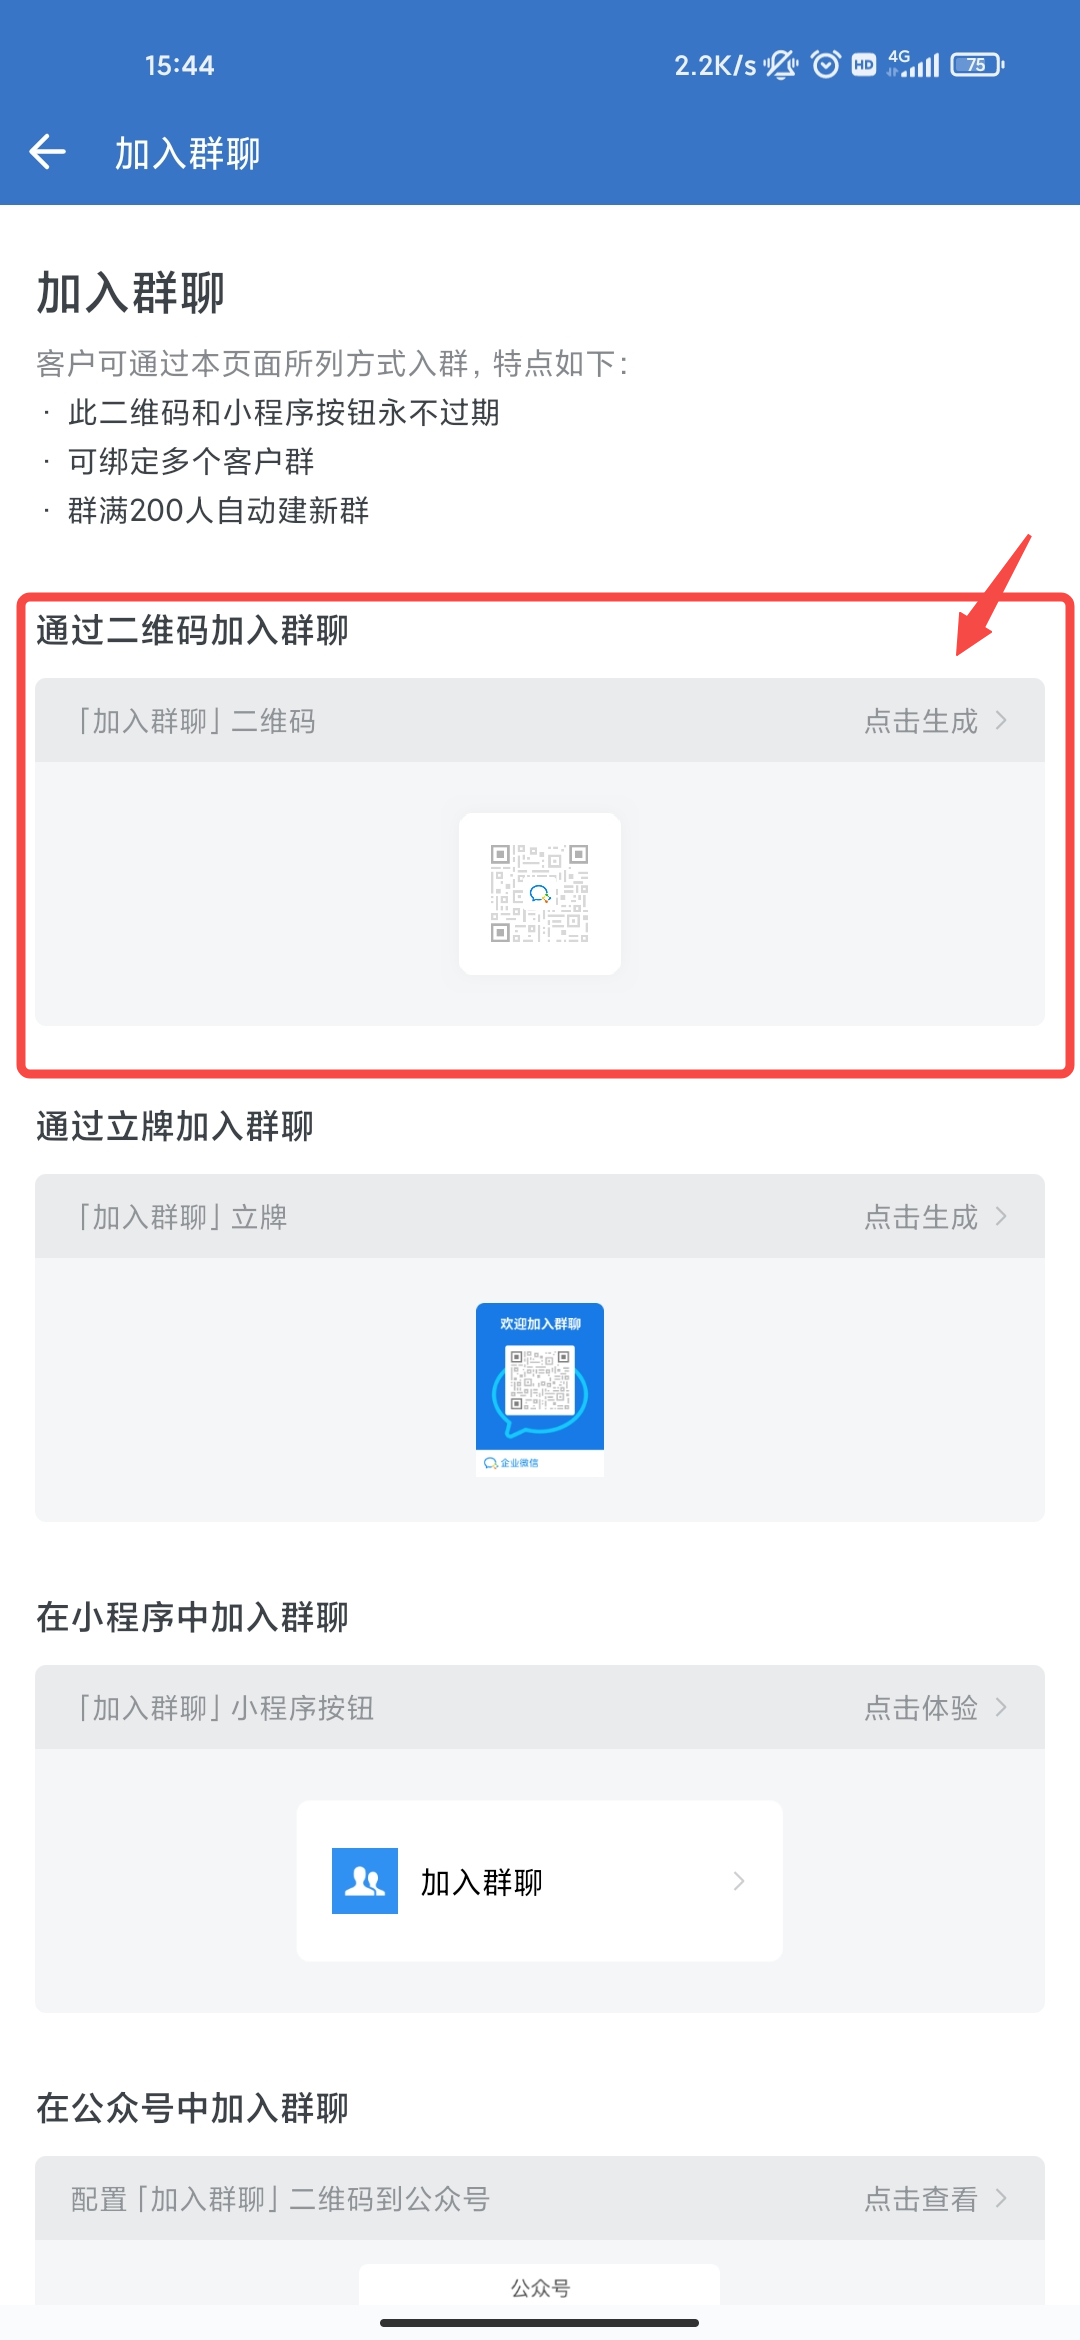 15:44
2.2K/s HD 4G 75
加入群聊
加入群聊
客户可通过本页面所列方式入群，特点如下：
· 此二维码和小程序按钮永不过期
· 可绑定多个客户群
· 群满200人自动建新群
通过二维码加入群聊
「加入群聊」二维码 点击生成
通过立牌加入群聊
「加入群聊」立牌 点击生成
欢迎加入群聊
企业微信
在小程序中加入群聊
「加入群聊」小程序按钮 点击体验
加入群聊
在公众号中加入群聊
配置「加入群聊」二维码到公众号 点击查看
公众号